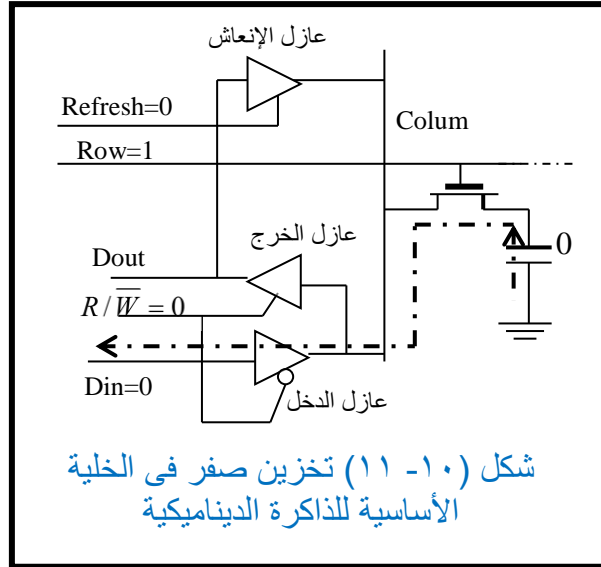 عازل الإنعاش
Refresh=0
Colum
Row=1
عازل الخرج
Dout
0
R/W̅ = 0
Din=0
عازل الدخل
شكل (١٠- ١١) تخزين صفر فى الخلية
الأساسية للذاكرة الديناميكية